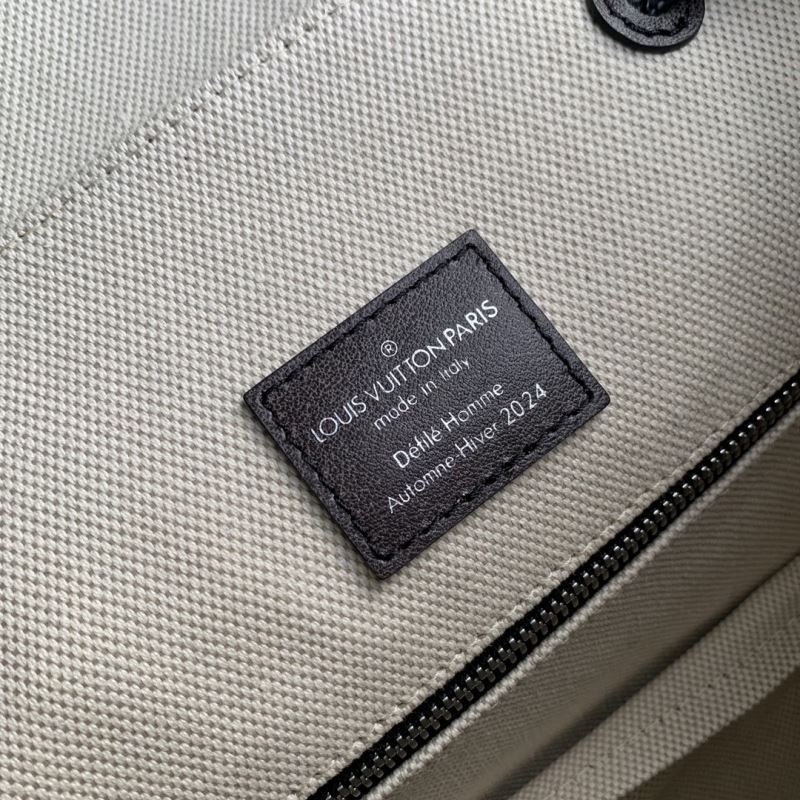 ®
LOUIS VUITTON PARIS
made in Italy
Défilé Homme
Automne-Hiver 2024